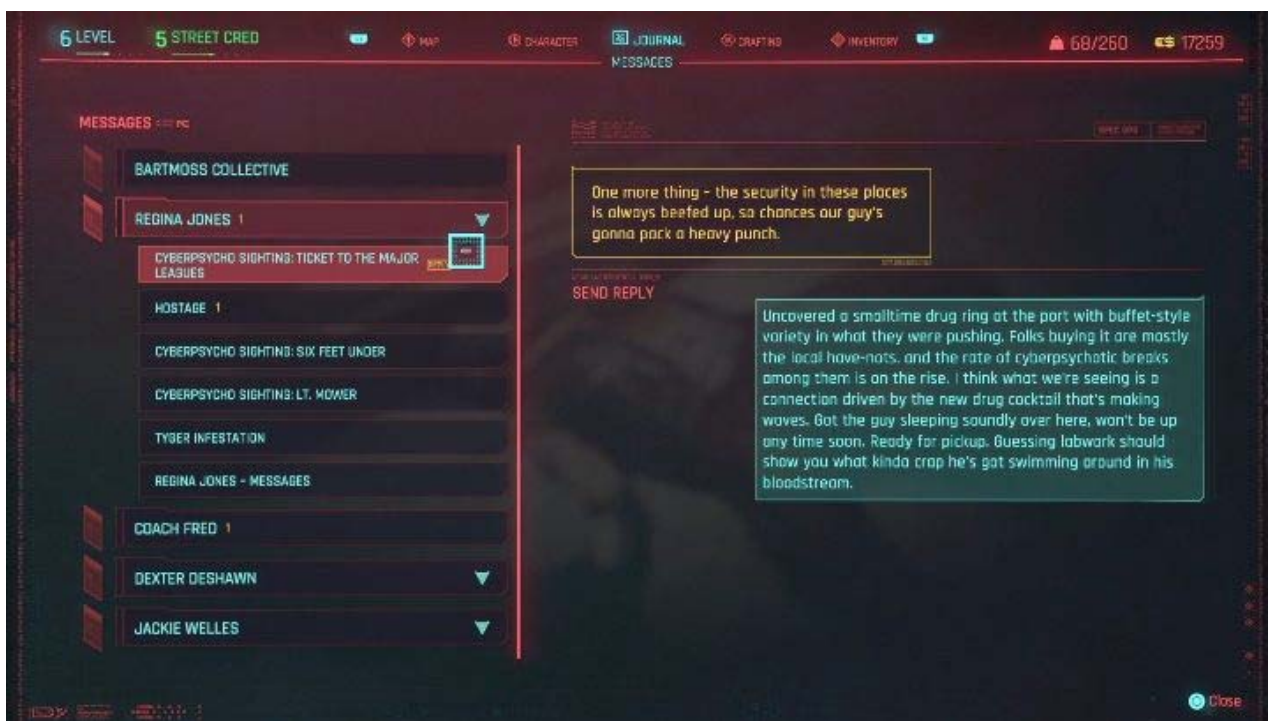 6 LEVEL
5 STREET CRED
MAP
CHARACTER
JOURNAL
CRAFTING
INVENTORY
68/260
€$ 17259
MESSAGES
MESSAGES
BARTMOSS COLLECTIVE
REGINA JONES 1
CYBERPSYCHO SIGHTING: TICKET TO THE MAJOR
LEAGUES
HOSTAGE 1
CYBERPSYCHO SIGHTING: SIX FEET UNDER
CYBERPSYCHO SIGHTING: LT. MOWER
TYGER INFESTATION
REGINA JONES - MESSAGES
COACH FRED 1
DEXTER DESHAWN
JACKIE WELLES
One more thing - the security in these places
is always beefed up, so chances our guy's
gonna pack a heavy punch.
SEND REPLY
Uncovered a smalltime drug ring at the port with buffet-style
variety in what they were pushing. Folks buying it are mostly
the local have-nots, and the rate of cyberpsychotic breaks
among them is on the rise. I think what we're seeing is a
connection driven by the new drug cocktail that's making
waves. Got the guy sleeping soundly over here, won't be up
any time soon. Ready for pickup. Guessing labwork should
show you what kinda crap he's got swimming around in his
bloodstream.
Close